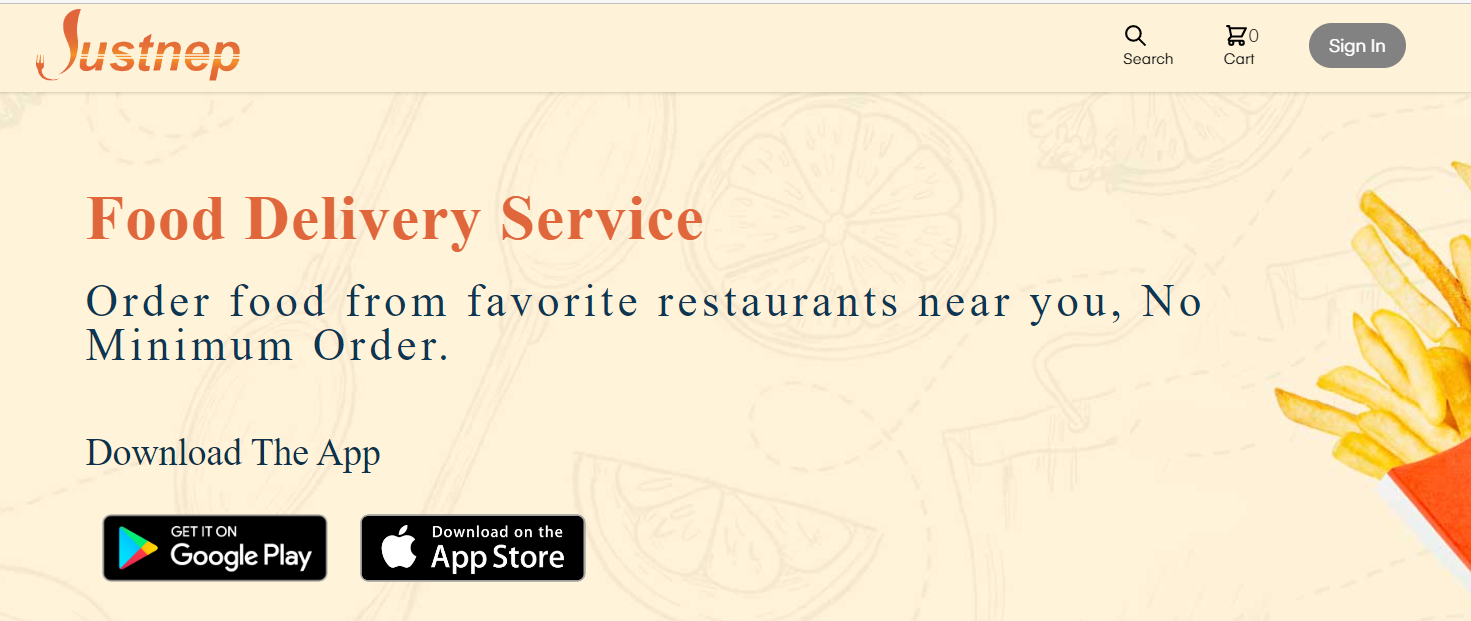 Justnep
Search
0
Cart
Sign In
Food Delivery Service
Order food from favorite restaurants near you, No
Minimum Order.
Download The App
GET IT ON
Google Play
Download on the
App Store